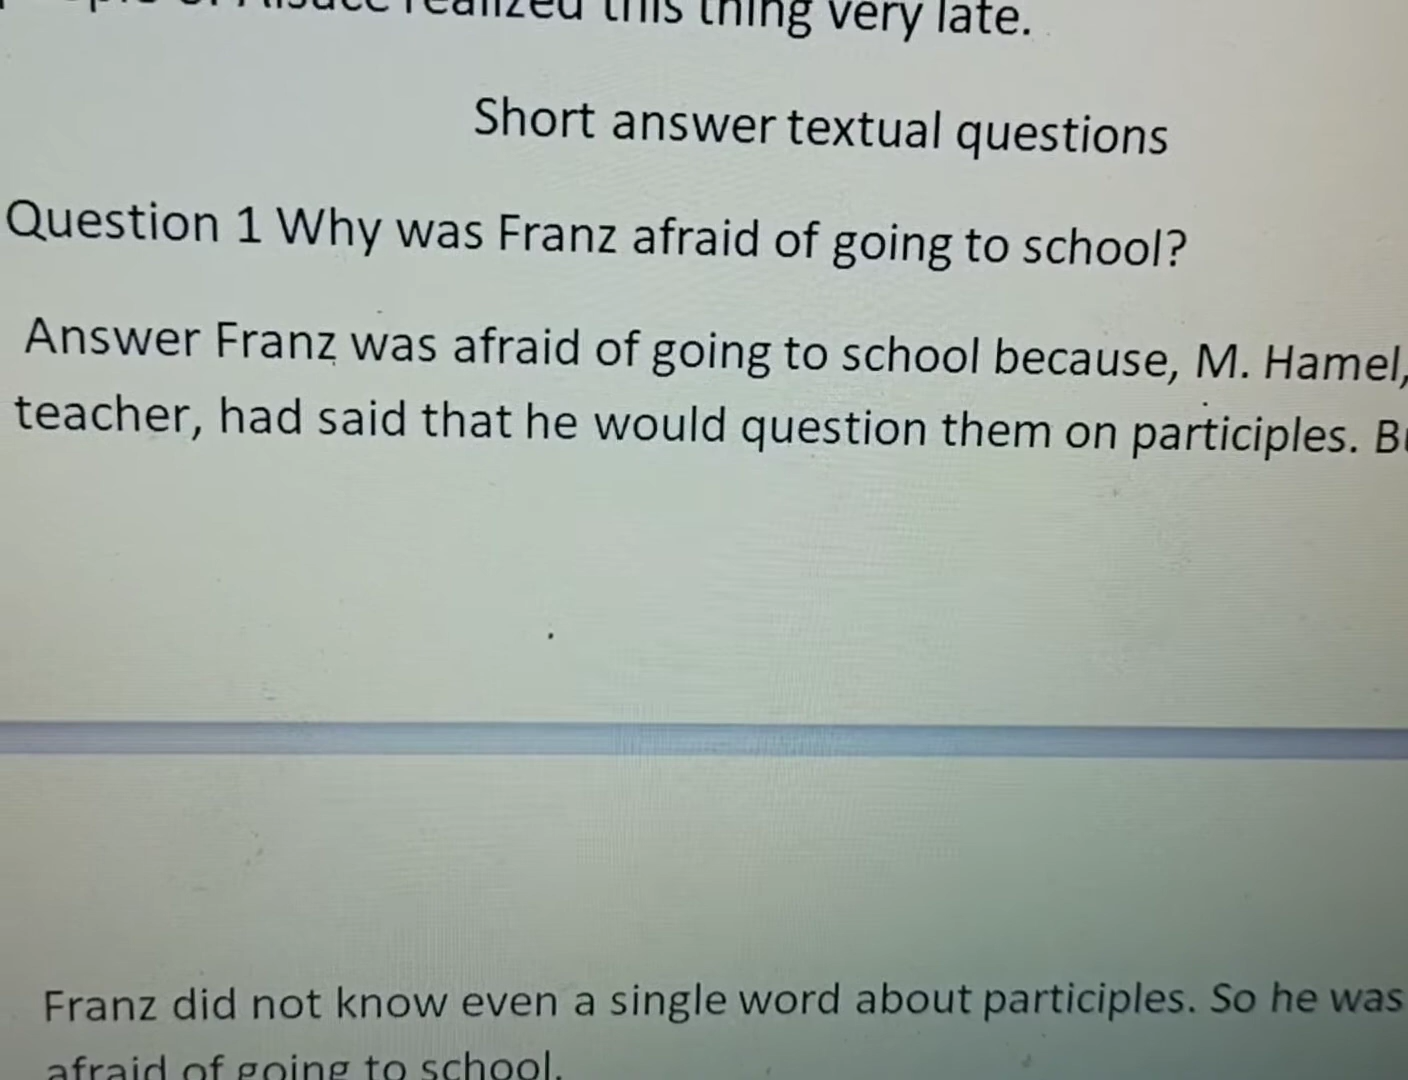 realized this thing very late.
Short answer textual questions
Question 1 Why was Franz afraid of going to school?
Answer Franz was afraid of going to school because, M. Hamel,
teacher, had said that he would question them on participles.
Franz did not know even a single word about participles. So he was
afraid of going to school.